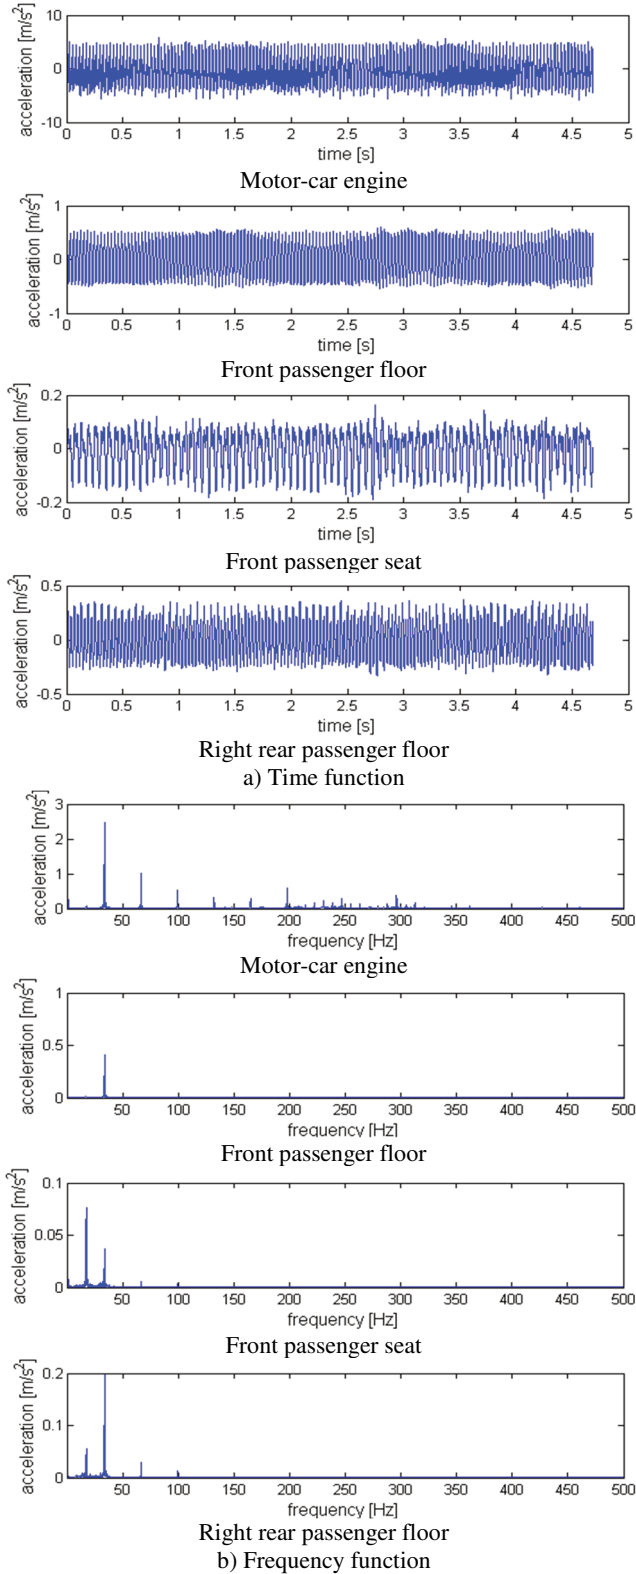 10
0
-10
acceleration [m/s²]
0 0.5 1 1.5 2 2.5 3 3.5 4 4.5 5
time [s]
Motor-car engine
1
0
-1
acceleration [m/s²]
0 0.5 1 1.5 2 2.5 3 3.5 4 4.5 5
time [s]
Front passenger floor
0.2
0
-0.2
acceleration [m/s²]
0 0.5 1 1.5 2 2.5 3 3.5 4 4.5 5
time [s]
Front passenger seat
0.5
0
-0.5
acceleration [m/s²]
0 0.5 1 1.5 2 2.5 3 3.5 4 4.5 5
time [s]
Right rear passenger floor
a) Time function
3
2
1
0
acceleration [m/s²]
50 100 150 200 250 300 350 400 450 500
frequency [Hz]
Motor-car engine
1
0.5
0
acceleration [m/s²]
50 100 150 200 250 300 350 400 450 500
frequency [Hz]
Front passenger floor
0.1
0.05
0
acceleration [m/s²]
50 100 150 200 250 300 350 400 450 500
frequency [Hz]
Front passenger seat
0.2
0.1
0
acceleration [m/s²]
50 100 150 200 250 300 350 400 450 500
frequency [Hz]
Right rear passenger floor
b) Frequency function